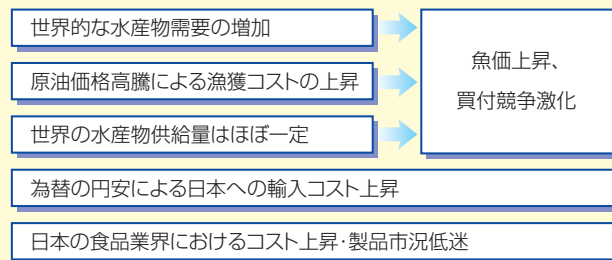 世界的な水産物需要の増加
原油価格高騰による漁獲コストの上昇
世界の水産物供給量はほぼ一定
魚価上昇、
買付競争激化
為替の円安による日本への輸入コスト上昇
日本の食品業界におけるコスト上昇・製品市況低迷